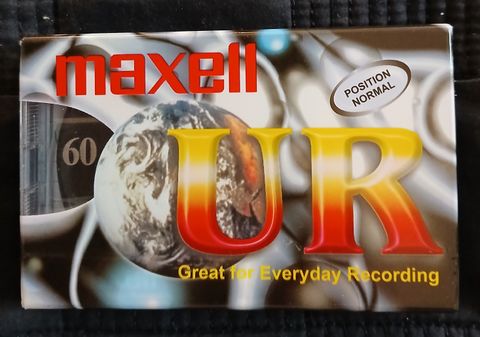 maxell
POSITION
NORMAL
60
UR
Great for Everyday Recording